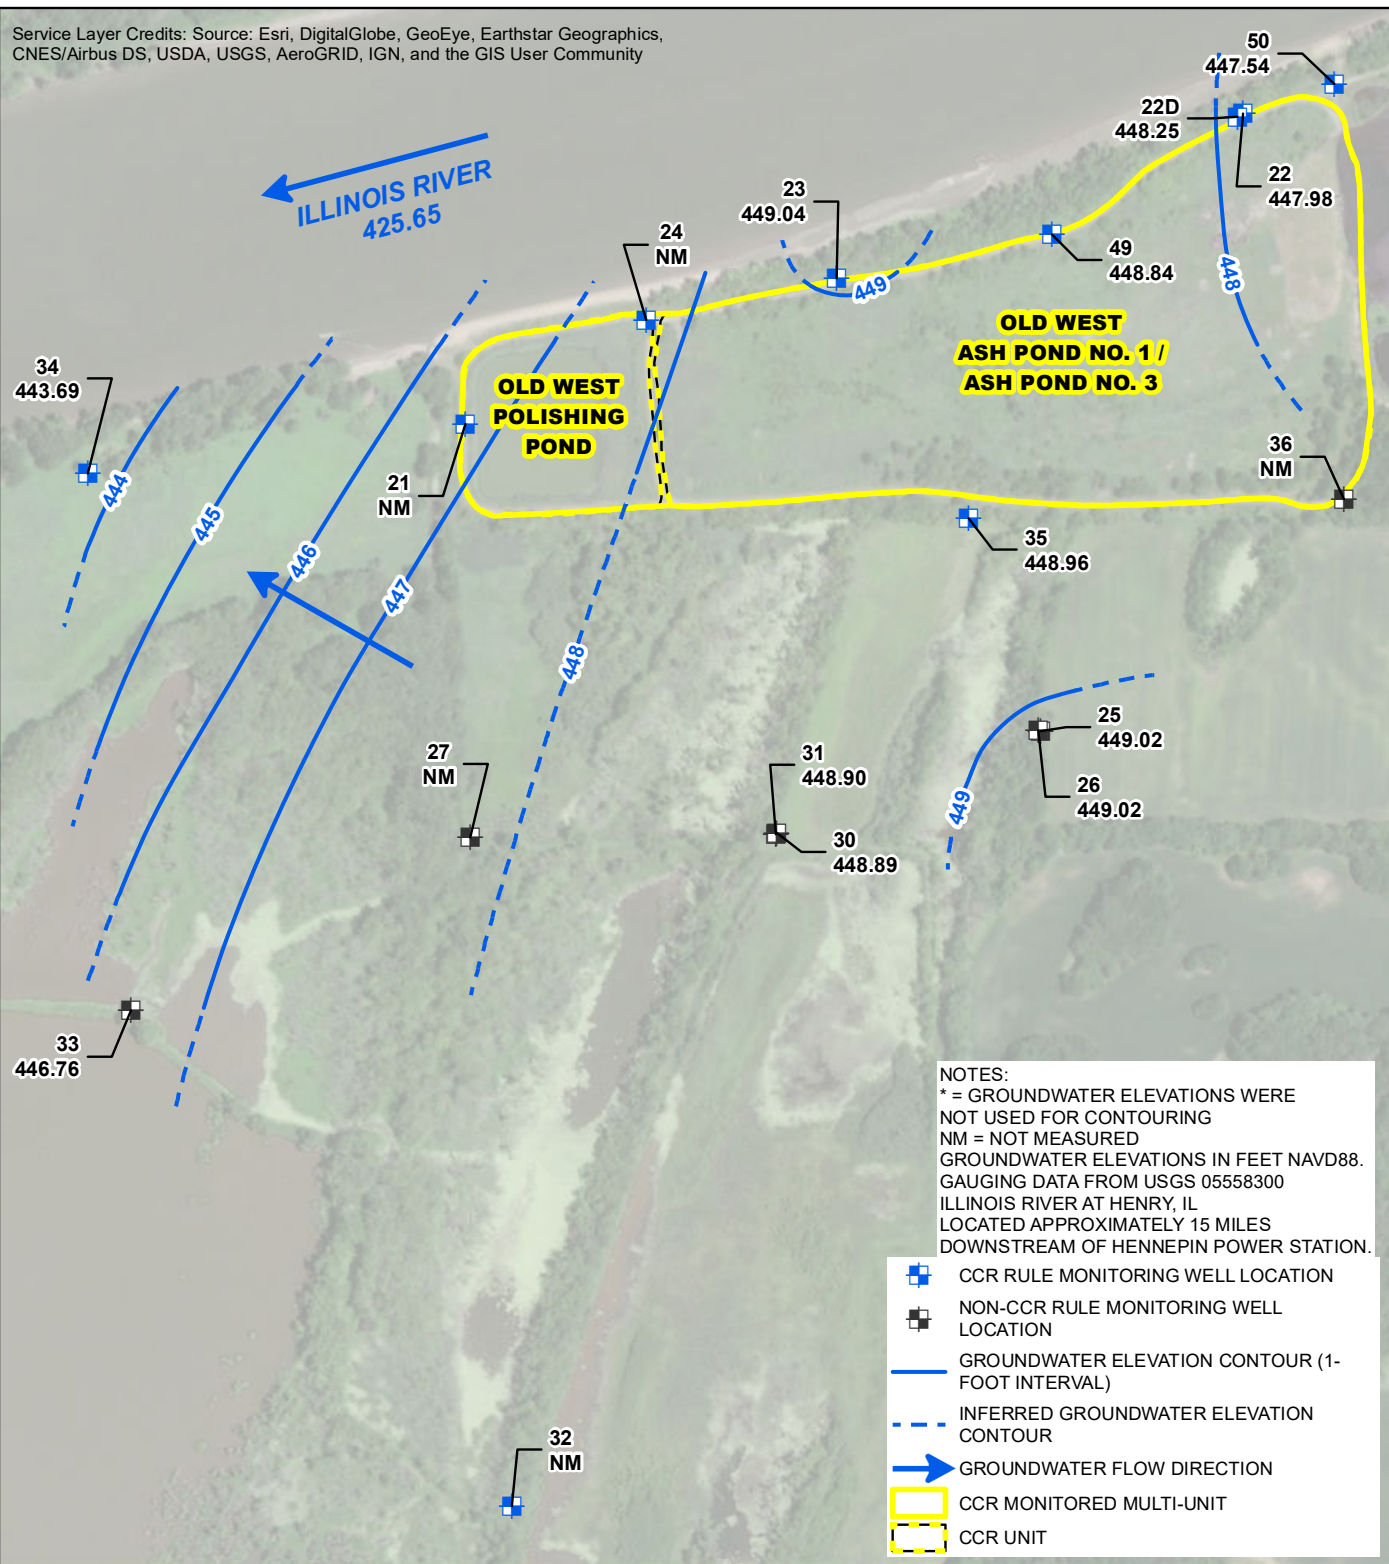 Service Layer Credits: Source: Esri, DigitalGlobe, GeoEye, Earthstar Geographics,
CNES/Airbus DS, USDA, USGS, AeroGRID, IGN, and the GIS User Community
50
447.54
22D
448.25
22
447.98
ILLINOIS RIVER
425.65
23
449.04
24
NM
49
448.84
448
449
OLD WEST
ASH POND NO. 1 /
ASH POND NO. 3
34
443.69
OLD WEST
POLISHING
POND
21
NM
36
NM
444
445
446
447
448
35
448.96
25
449.02
26
449.02
449
27
NM
31
448.90
30
448.89
33
446.76
32
NM
NOTES:
* = GROUNDWATER ELEVATIONS WERE
NOT USED FOR CONTOURING
NM = NOT MEASURED
GROUNDWATER ELEVATIONS IN FEET NAVD88.
GAUGING DATA FROM USGS 05558300
ILLINOIS RIVER AT HENRY, IL
LOCATED APPROXIMATELY 15 MILES
DOWNSTREAM OF HENNEPIN POWER STATION.
CCR RULE MONITORING WELL LOCATION
NON-CCR RULE MONITORING WELL
LOCATION
GROUNDWATER ELEVATION CONTOUR (1-
FOOT INTERVAL)
INFERRED GROUNDWATER ELEVATION
CONTOUR
GROUNDWATER FLOW DIRECTION
CCR MONITORED MULTI-UNIT
CCR UNIT